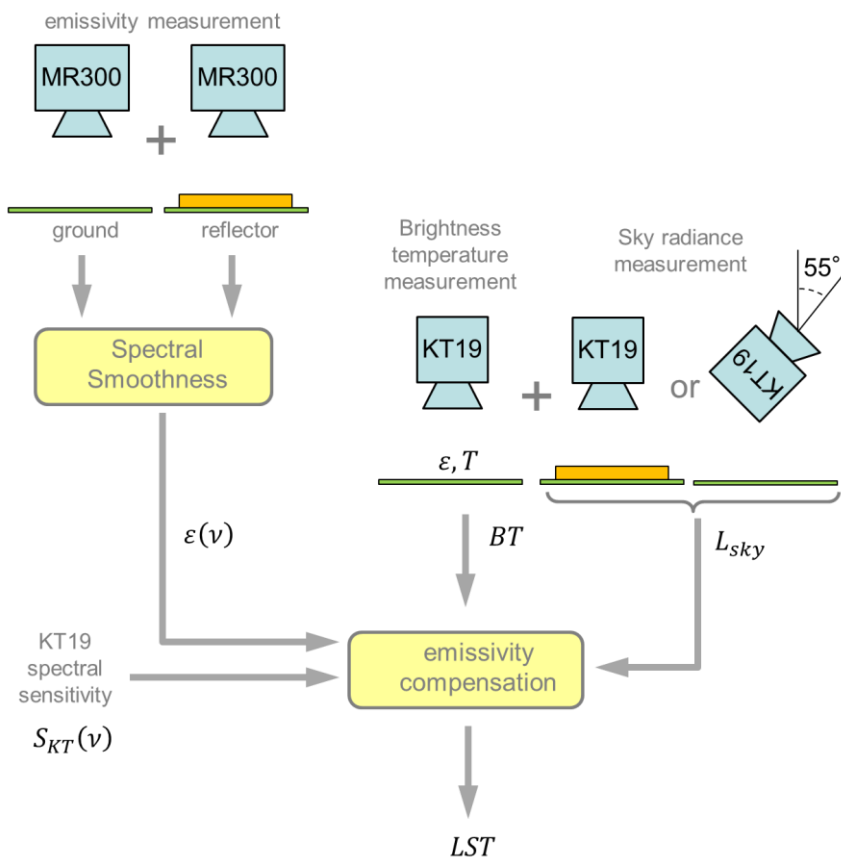 emissivity measurement
MR300
MR300
+
ground
reflector
Spectral
Smoothness
Brightness
temperature
measurement
Sky radiance
measurement
55°
KT19
+
KT19
or
KT19
ε, T
ε(ν)
BT
L_sky
KT19
spectral
sensitivity
S_KT(ν)
emissivity
compensation
LST